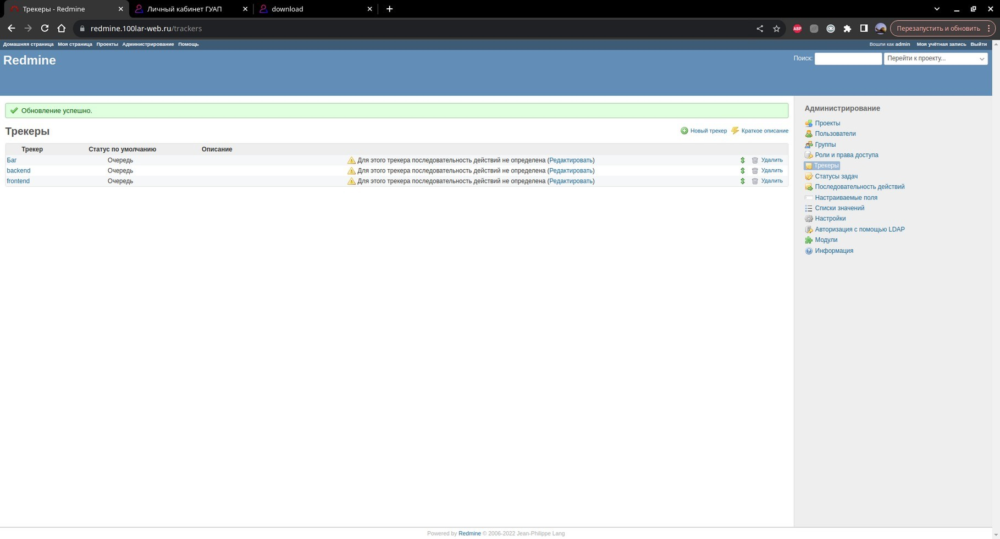 Трекеры - Redmine
Личный кабинет ГУАП
download
redmine.100lar-web.ru/trackers
ABP
Перезапустить и обновить
Домашняя страница Моя страница Проекты Администрирование Помощь
Вошли как admin Моя учётная запись Выйти
Redmine
Поиск: Перейти к проекту...
Обновление успешно.
Трекеры
Новый трекер Краткое описание
Трекер Статус по умолчанию Описание
Баг Очередь Для этого трекера последовательность действий не определена (Редактировать) Удалить
backend Очередь Для этого трекера последовательность действий не определена (Редактировать) Удалить
frontend Очередь Для этого трекера последовательность действий не определена (Редактировать) Удалить
Администрирование
Проекты
Пользователи
Группы
Роли и права доступа
Трекеры
Статусы задач
Последовательность действий
Настраиваемые поля
Списки значений
Настройки
Авторизация с помощью LDAP
Модули
Информация
Powered by Redmine © 2006-2022 Jean-Philippe Lang